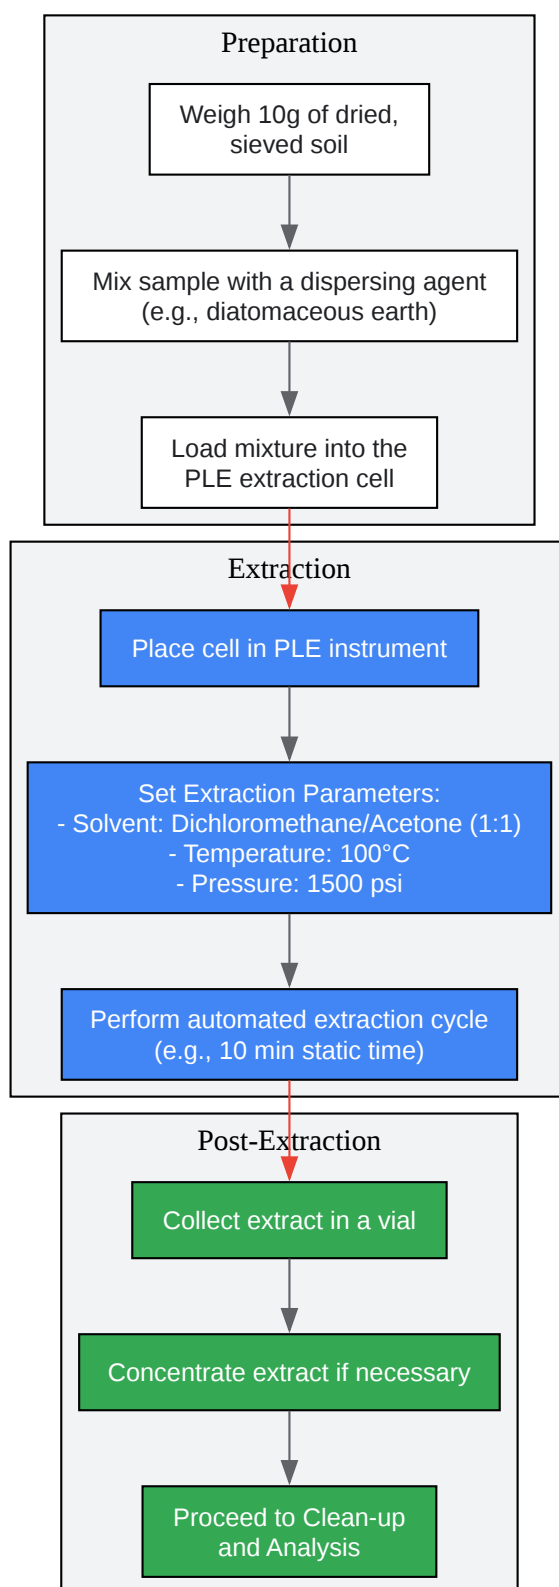 Preparation
Weigh 10g of dried,
sieved soil
Mix sample with a dispersing agent
(e.g., diatomaceous earth)
Load mixture into the
PLE extraction cell
Extraction
Place cell in PLE instrument
Set Extraction Parameters:
- Solvent: Dichloromethane/Acetone (1:1)
- Temperature: 100°C
- Pressure: 1500 psi
Perform automated extraction cycle
(e.g., 10 min static time)
Post-Extraction
Collect extract in a vial
Concentrate extract if necessary
Proceed to Clean-up
and Analysis